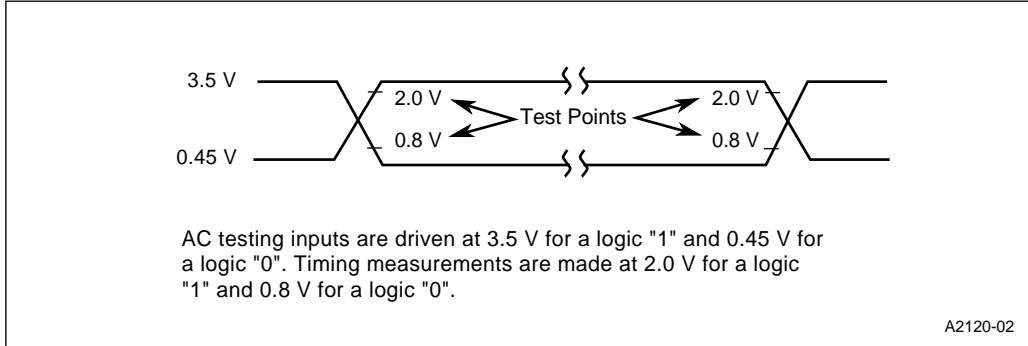 3.5 V
2.0 V
Test Points
2.0 V
0.8 V
0.8 V
0.45 V
AC testing inputs are driven at 3.5 V for a logic "1" and 0.45 V for
a logic "0". Timing measurements are made at 2.0 V for a logic
"1" and 0.8 V for a logic "0".
A2120-02